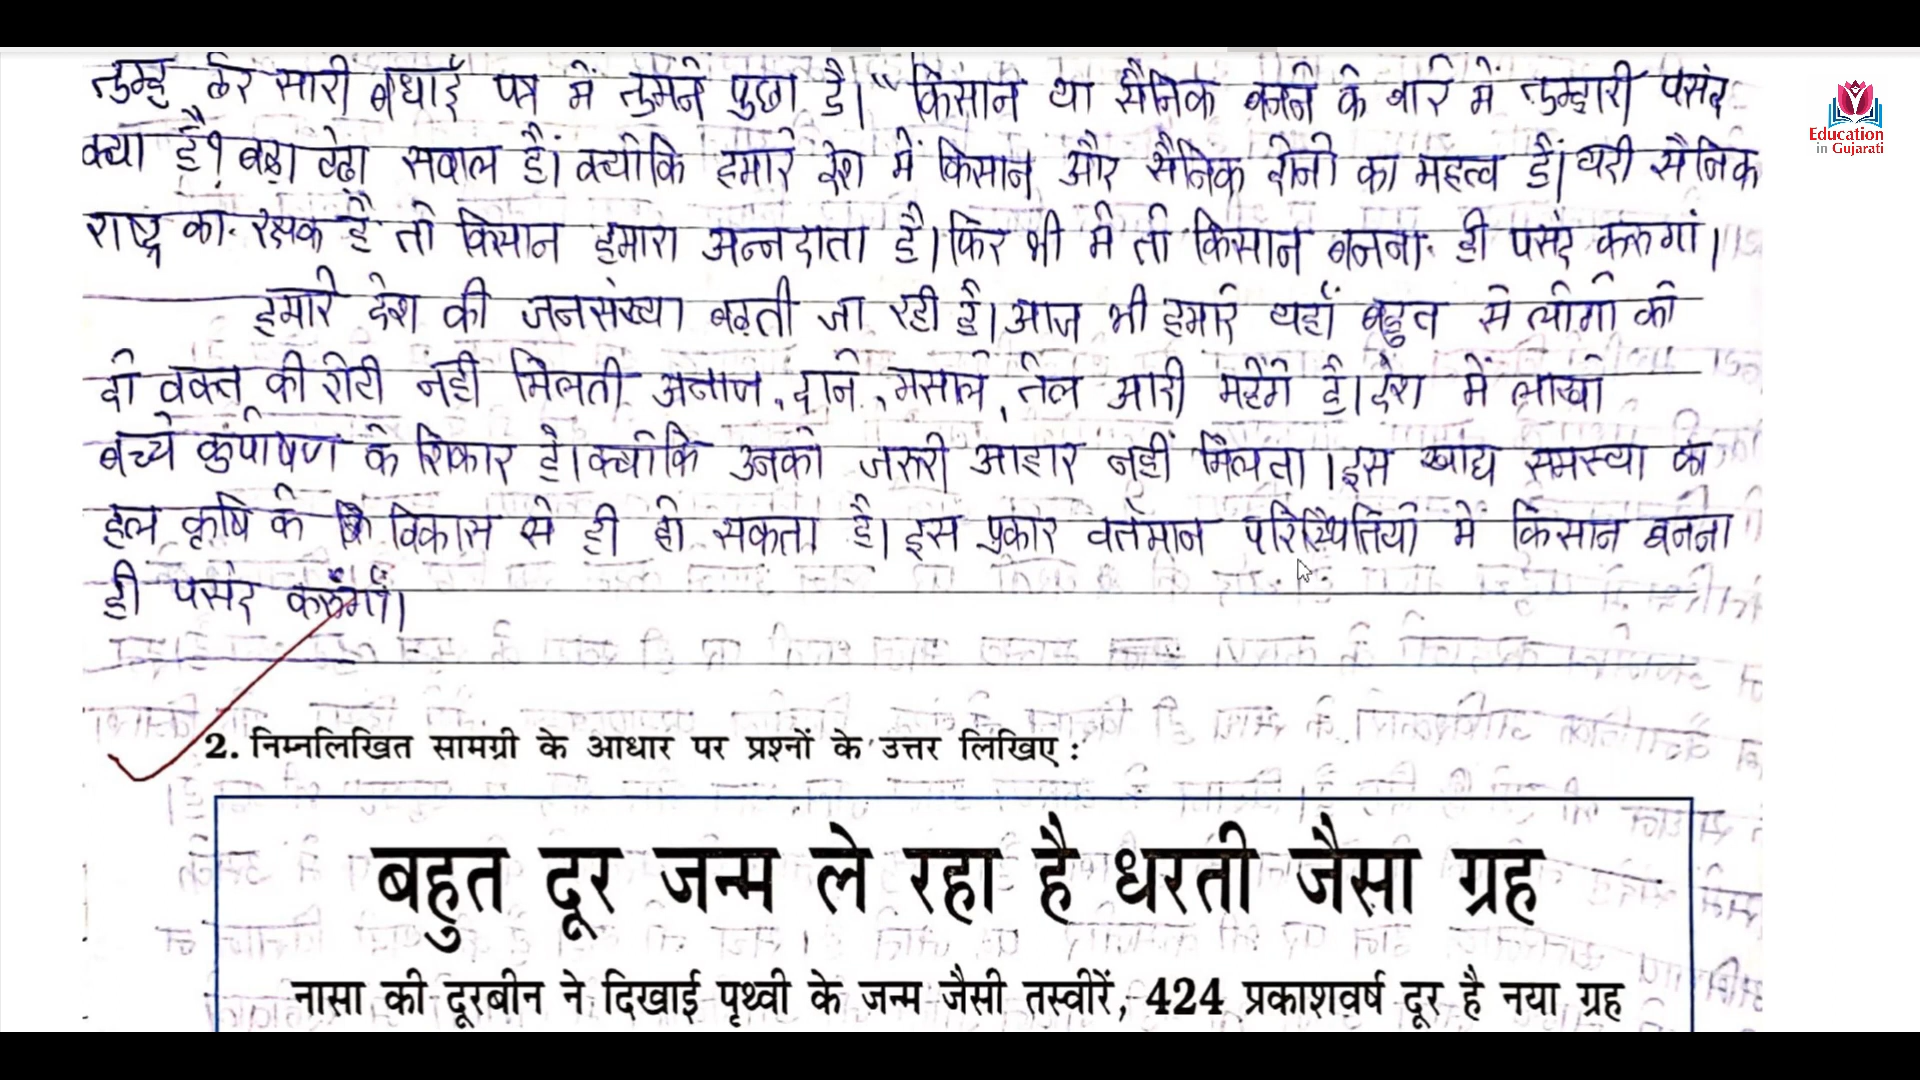 तुम्हे ढेर सारी बधाई पत्र में तुमने पुछा है। "किसान या सैनिक बनने के बारे में तुम्हारी पसंद
क्या है? बढ़ा टेढ़ा सवाल है। क्योकि हमारे देश में किसान और सैनिक दोनो का महत्व है। यदी सैनिक
राष्ट्र का रक्षक है तो किसान हमारा अन्नदाता है। फिर भी मै तो किसान बनना ही पसंद करुगां।
हमारे देश की जनसंख्या बढ़ती जा रही है। आज भी हमारे यहाँ बहुत से लोगो को
दो वक्त की रोटी नही मिलती अनाज, दाने, मसाले, तेल आदी महेंगे है। देश में लाखो
बच्चे कुपोषण के शिकार है। क्योकि उनको जरुरी आहार नहीं मिलता। इस खाद्य समस्या का
हल कृषि के विकास से ही हो सकता है। इस प्रकार वर्तमान परिस्थितियो में किसान बनना
ही पसंद करुँगा।
2. निम्नलिखित सामग्री के आधार पर प्रश्नों के उत्तर लिखिए :
बहुत दूर जन्म ले रहा है धरती जैसा ग्रह
नासा की दूरबीन ने दिखाई पृथ्वी के जन्म जैसी तस्वीरें, 424 प्रकाशवर्ष दूर है नया ग्रह
Education
in Gujarati